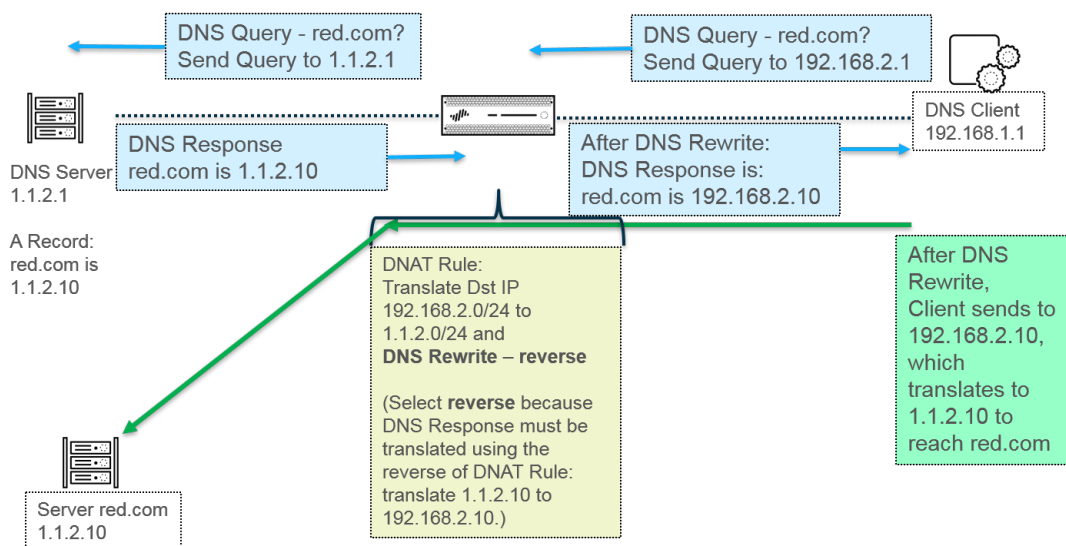 DNS Query - red.com?
Send Query to 1.1.2.1
DNS Query - red.com?
Send Query to 192.168.2.1
DNS Client
192.168.1.1
DNS Server
1.1.2.1
A Record:
red.com is
1.1.2.10
DNS Response
red.com is 1.1.2.10
After DNS Rewrite:
DNS Response is:
red.com is 192.168.2.10
DNAT Rule:
Translate Dst IP
192.168.2.0/24 to
1.1.2.0/24 and
DNS Rewrite – reverse
(Select reverse because
DNS Response must be
translated using the
reverse of DNAT Rule:
translate 1.1.2.10 to
192.168.2.10.)
After DNS
Rewrite,
Client sends to
192.168.2.10,
which
translates to
1.1.2.10 to
reach red.com
Server red.com
1.1.2.10